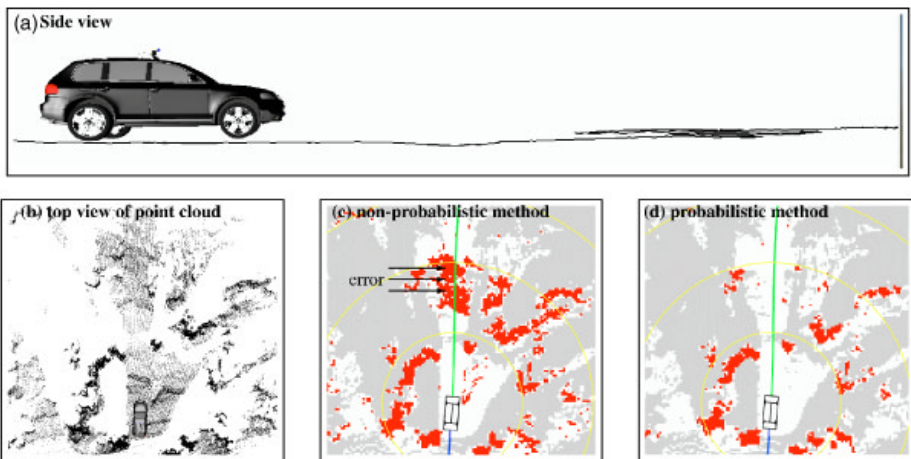 (a) Side view
(b) top view of point cloud
(c) non-probabilistic method
(d) probabilistic method
error